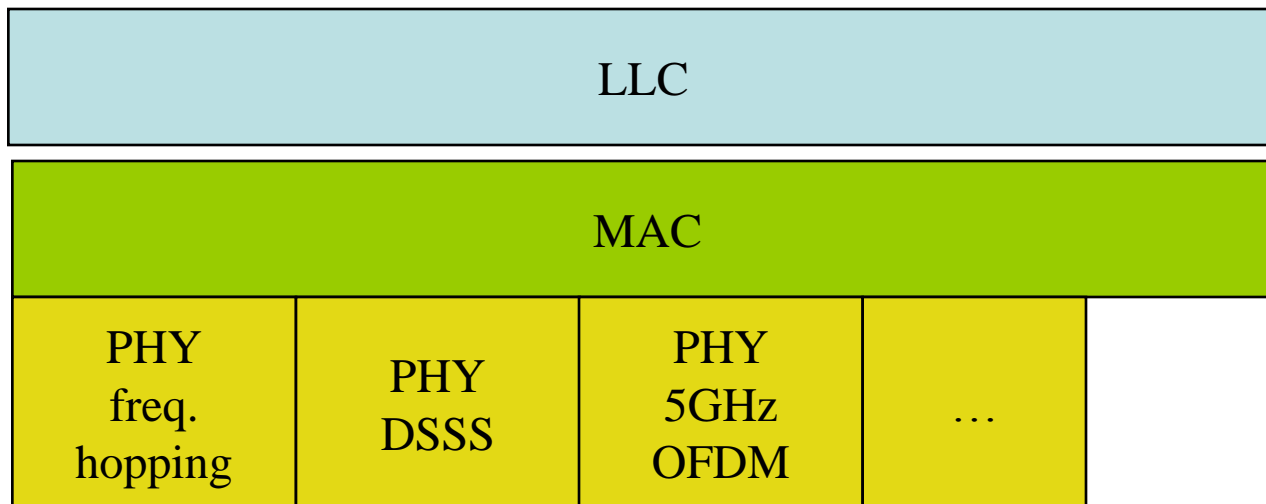 LLC
MAC
PHY
freq.
hopping
PHY
DSSS
PHY
5GHz
OFDM
…